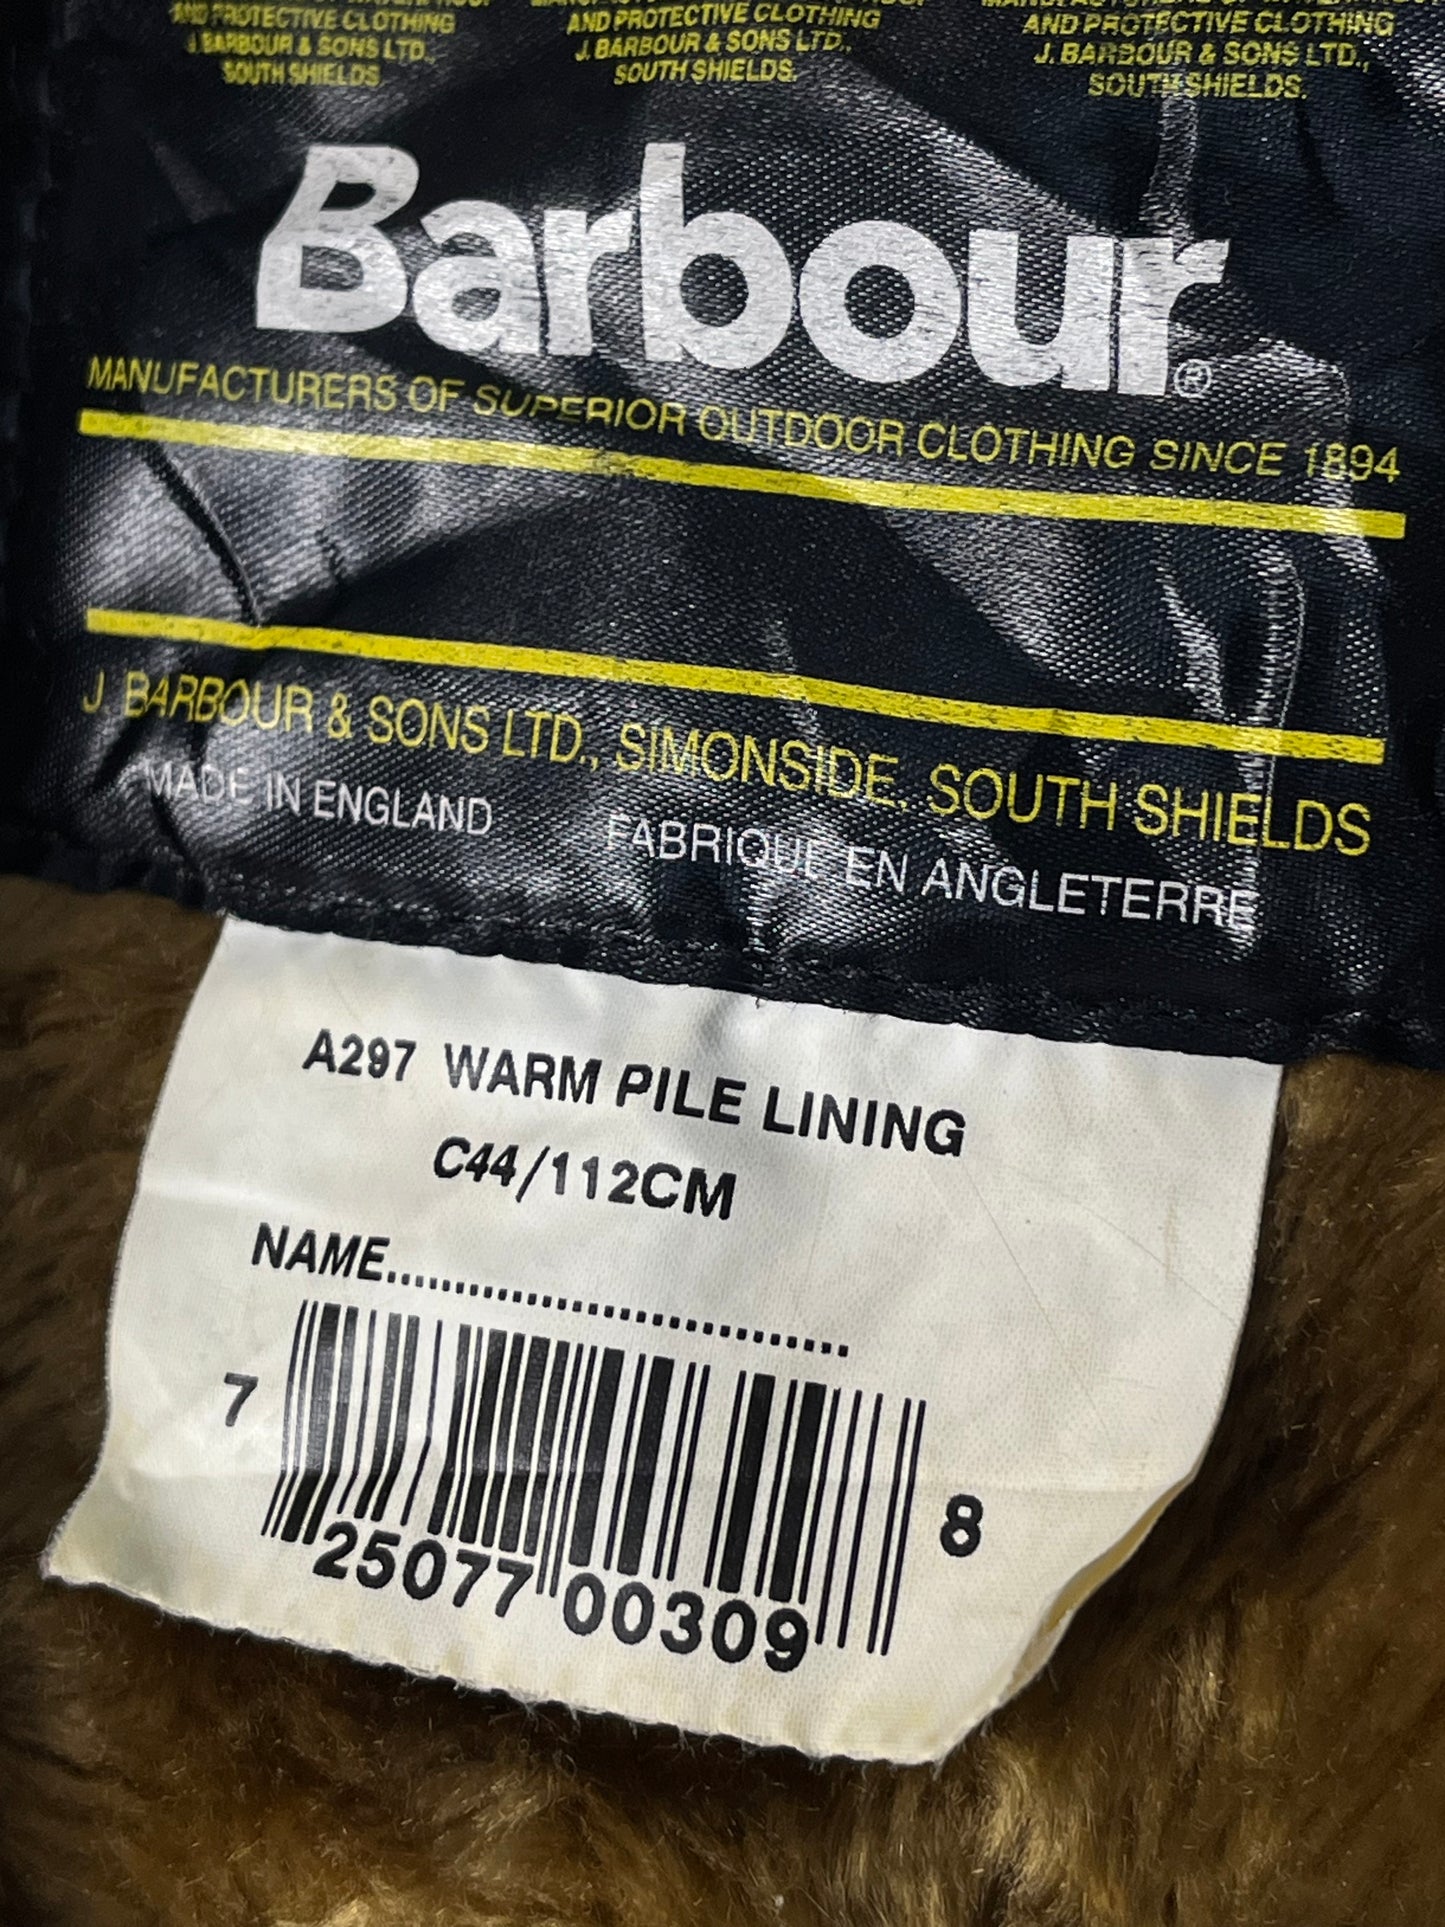 AND PROTECTIVE CLOTHING AND PROTECTIVE CLOTHING AND PROTECTIVE CLOTHING
J. BARBOUR & SONS LTD., J. BARBOUR & SONS LTD., J. BARBOUR & SONS LTD.,
SOUTH SHIELDS SOUTH SHIELDS. SOUTH SHIELDS.
Barbour®
MANUFACTURERS OF SUPERIOR OUTDOOR CLOTHING SINCE 1894
J BARBOUR & SONS LTD., SIMONSIDE, SOUTH SHIELDS
MADE IN ENGLAND FABRIQUE EN ANGLETERRE
A297 WARM PILE LINING
C44/112CM
NAME......................................
7 25077 00309 8